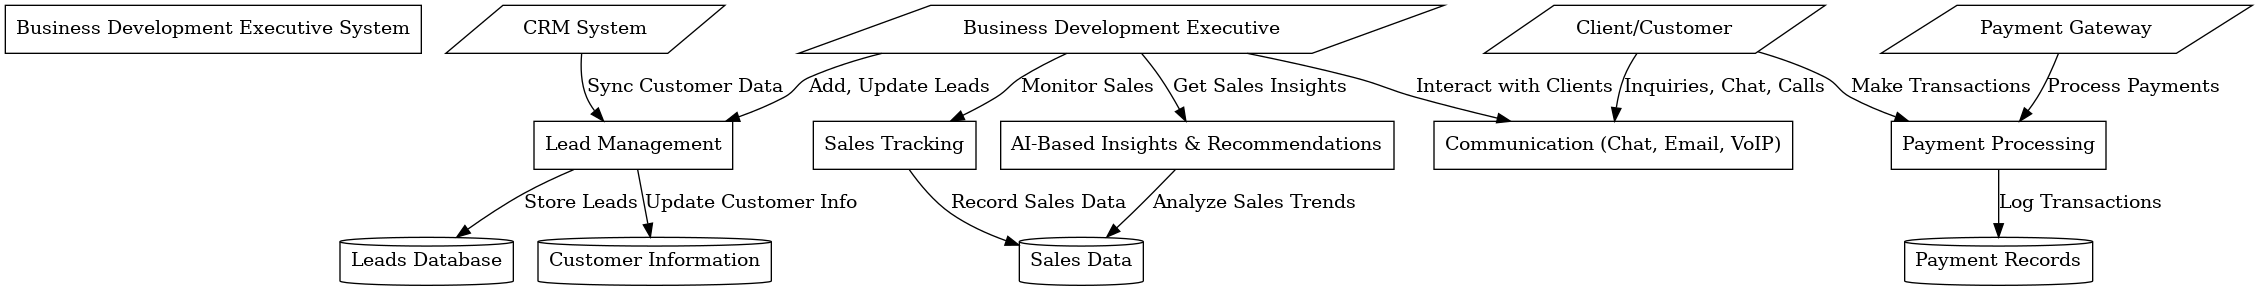 Business Development Executive System
CRM System
Business Development Executive
Client/Customer
Payment Gateway
Sync Customer Data
Add, Update Leads
Monitor Sales
Get Sales Insights
Interact with Clients
Inquiries, Chat, Calls
Make Transactions
Process Payments
Lead Management
Sales Tracking
AI-Based Insights & Recommendations
Communication (Chat, Email, VoIP)
Payment Processing
Store Leads
Update Customer Info
Record Sales Data
Analyze Sales Trends
Log Transactions
Leads Database
Customer Information
Sales Data
Payment Records